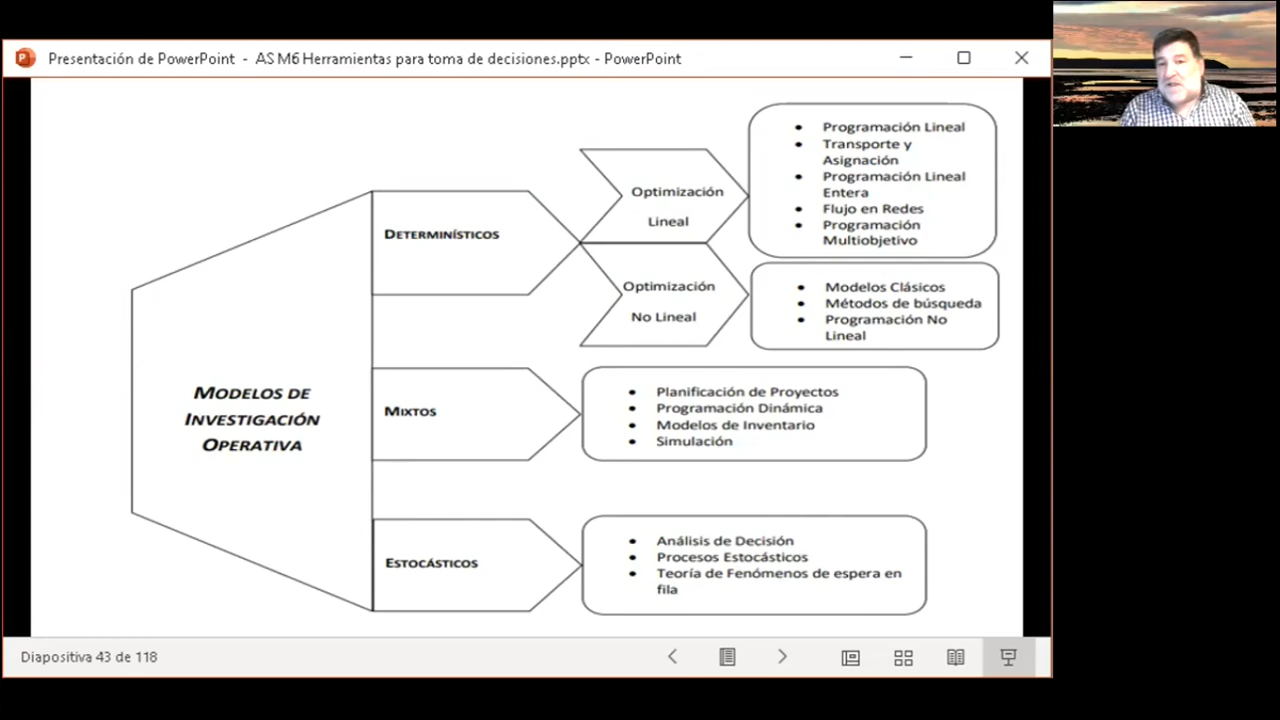 Presentación de PowerPoint - AS M6 Herramientas para toma de decisiones.pptx - PowerPoint
MODELOS DE
INVESTIGACIÓN
OPERATIVA
DETERMINÍSTICOS
Optimización
Lineal
• Programación Lineal
• Transporte y
Asignación
• Programación Lineal
Entera
• Flujo en Redes
• Programación
Multiobjetivo
Optimización
No Lineal
• Modelos Clásicos
• Métodos de búsqueda
• Programación No
Lineal
MIXTOS
• Planificación de Proyectos
• Programación Dinámica
• Modelos de Inventario
• Simulación
ESTOCÁSTICOS
• Análisis de Decisión
• Procesos Estocásticos
• Teoría de Fenómenos de espera en
fila
Diapositiva 43 de 118